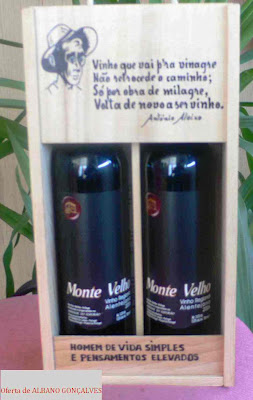 Vinho que vai p'ra vinagre
Não retrocede o caminho;
Só por obra de milagre,
Volta de novo a ser vinho.
António Aleixo
Monte Velho
Vinho Regional
Alentejano
Monte Velho
Vinho Regional
Alentejano
HOMEM DE VIDA SIMPLES
E PENSAMENTOS ELEVADOS
Oferta de ALBANO GONÇALVES